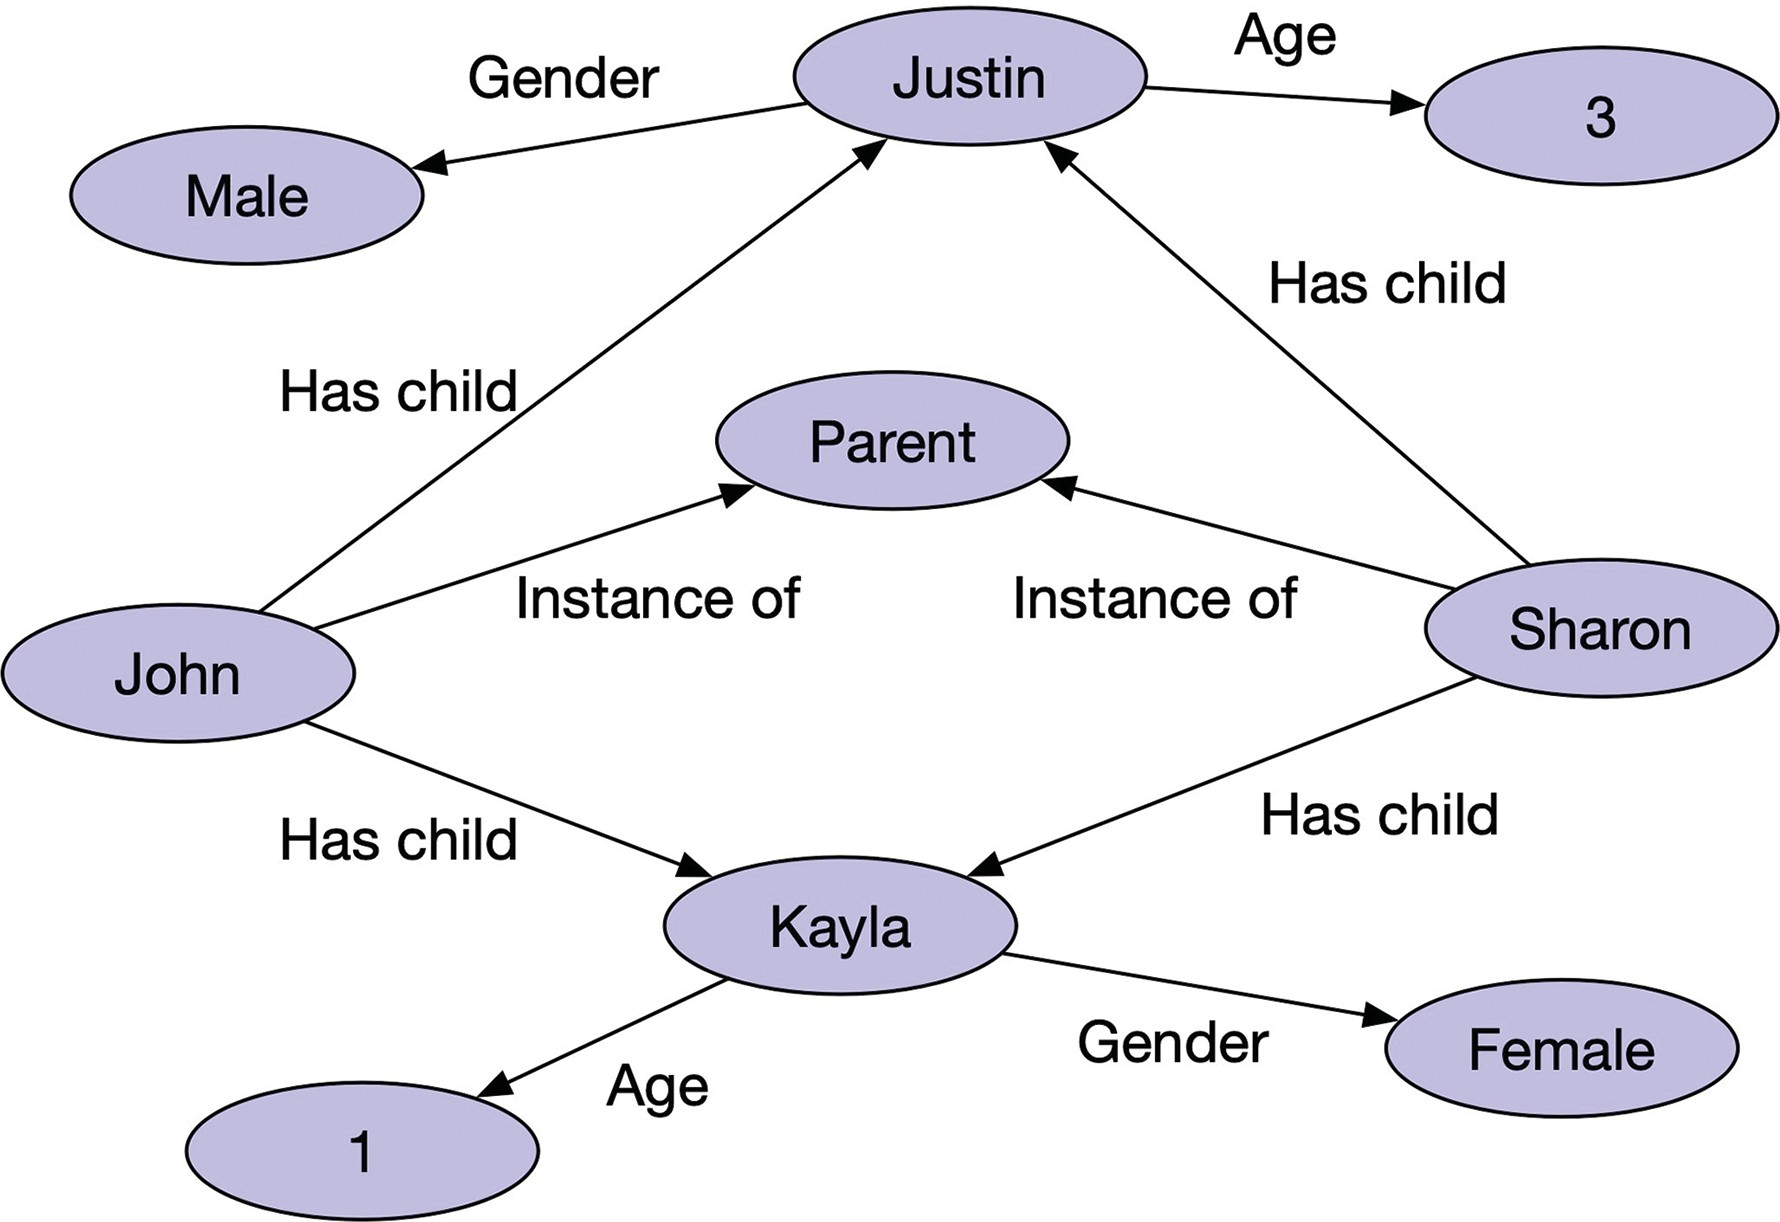 Age
Gender
Justin
3
Male
Has child
Has child
Parent
Instance of
Instance of
Sharon
John
Has child
Has child
Kayla
Gender
Female
Age
1